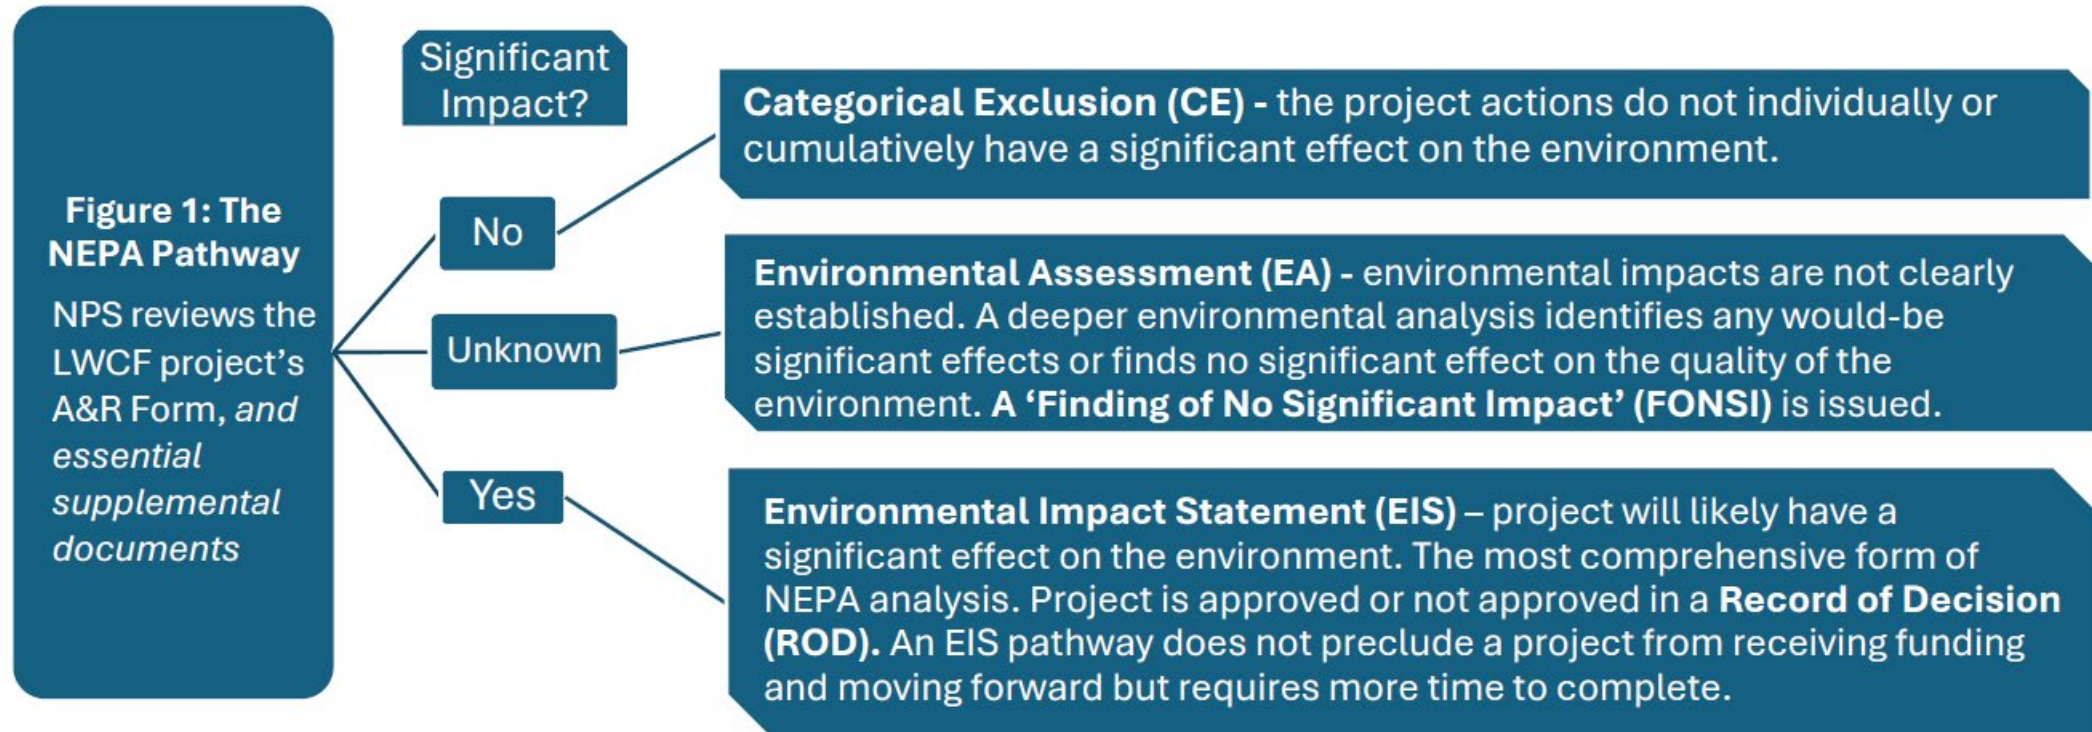 Figure 1: The
NEPA Pathway
NPS reviews the
LWCF project's
A&R Form, and
essential
supplemental
documents
Significant
Impact?
No
Categorical Exclusion (CE) - the project actions do not individually or
cumulatively have a significant effect on the environment.
Unknown
Environmental Assessment (EA) - environmental impacts are not clearly
established. A deeper environmental analysis identifies any would-be
significant effects or finds no significant effect on the quality of the
environment. A ‘Finding of No Significant Impact’ (FONSI) is issued.
Yes
Environmental Impact Statement (EIS) – project will likely have a
significant effect on the environment. The most comprehensive form of
NEPA analysis. Project is approved or not approved in a Record of Decision
(ROD). An EIS pathway does not preclude a project from receiving funding
and moving forward but requires more time to complete.